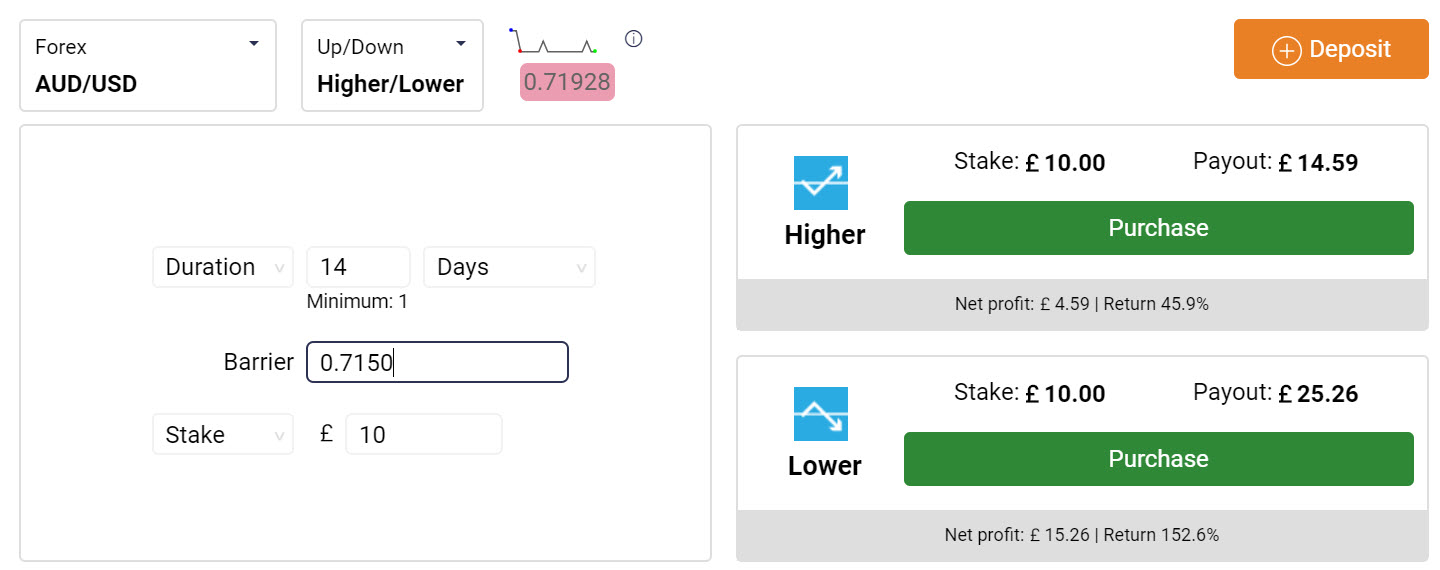 Forex
AUD/USD
Up/Down
Higher/Lower
0.71928
Deposit
Duration 14 Days
Minimum: 1
Barrier 0.7150
Stake £ 10
Higher
Stake: £ 10.00 Payout: £ 14.59
Purchase
Net profit: £ 4.59 | Return 45.9%
Lower
Stake: £ 10.00 Payout: £ 25.26
Purchase
Net profit: £ 15.26 | Return 152.6%